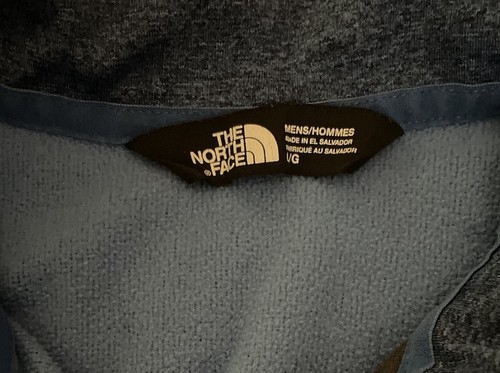 THE
NORTH
FACE
MENS/HOMMES
MADE IN EL SALVADOR
FABRIQUÉ AU SALVADOR
L/G